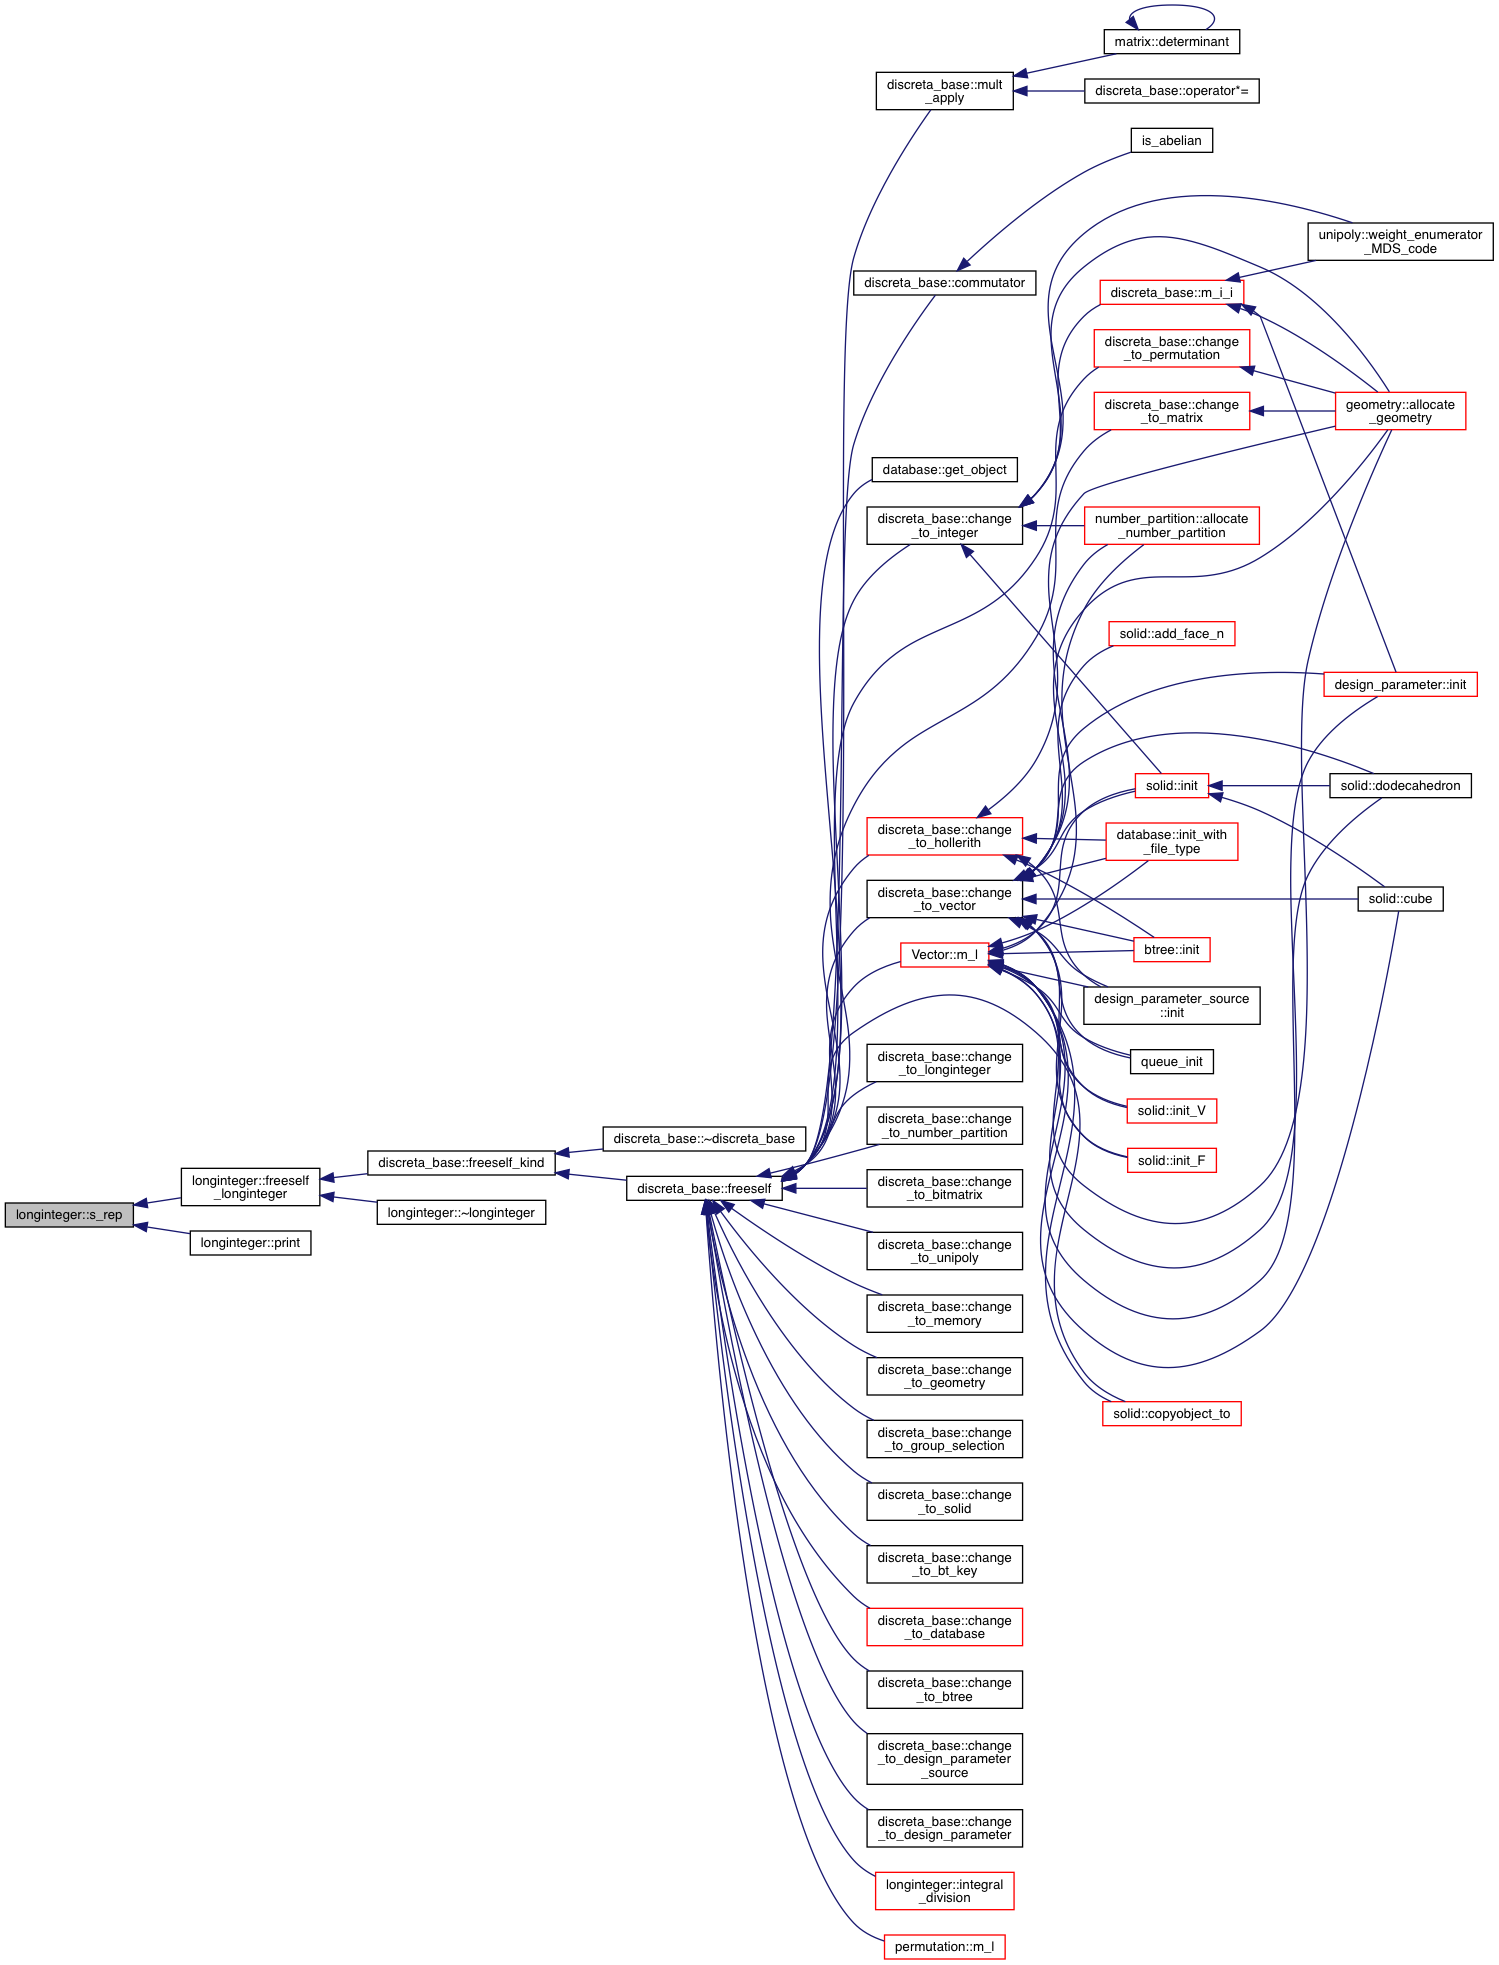 longinteger::s_rep
longinteger::freeself
_longinteger
longinteger::print
discreta_base::freeself_kind
longinteger::~longinteger
discreta_base::~discreta_base
discreta_base::freeself
discreta_base::mult
_apply
matrix::determinant
discreta_base::operator*=
discreta_base::commutator
is_abelian
database::get_object
discreta_base::change
_to_integer
discreta_base::m_i_i
unipoly::weight_enumerator
_MDS_code
discreta_base::change
_to_permutation
discreta_base::change
_to_matrix
geometry::allocate
_geometry
number_partition::allocate
_number_partition
solid::add_face_n
design_parameter::init
solid::init
solid::dodecahedron
discreta_base::change
_to_hollerith
database::init_with
_file_type
discreta_base::change
_to_vector
solid::cube
Vector::m_l
btree::init
design_parameter_source
::init
queue_init
solid::init_V
solid::init_F
solid::copyobject_to
discreta_base::change
_to_longinteger
discreta_base::change
_to_number_partition
discreta_base::change
_to_bitmatrix
discreta_base::change
_to_unipoly
discreta_base::change
_to_memory
discreta_base::change
_to_geometry
discreta_base::change
_to_group_selection
discreta_base::change
_to_solid
discreta_base::change
_to_bt_key
discreta_base::change
_to_database
discreta_base::change
_to_btree
discreta_base::change
_to_design_parameter
_source
discreta_base::change
_to_design_parameter
longinteger::integral
_division
permutation::m_l